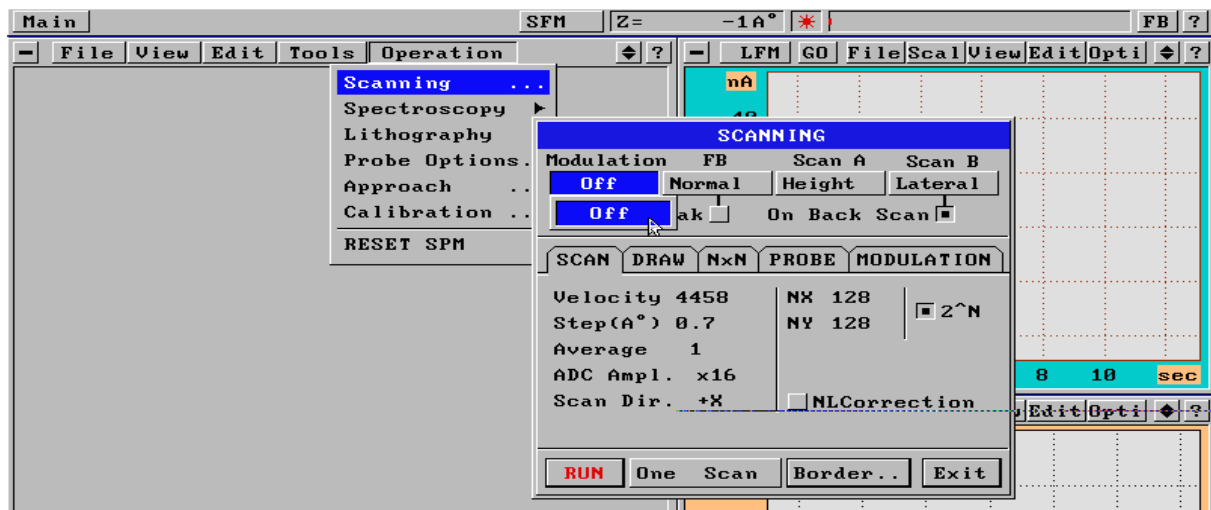 Main SFM Z= -1A° FB ?
File View Edit Tools Operation ? LFM GO File Scal View Edit Opti ?
Scanning ...
Spectroscopy
Lithography
Probe Options.
Approach ..
Calibration ..
RESET SPM
nA
SCANNING
Modulation FB Scan A Scan B
Off Normal Height Lateral
Off ak On Back Scan
SCAN DRAW NxN PROBE MODULATION
Velocity 4458 NX 128 2^N
Step(A°) 0.7 NY 128
Average 1
ADC Ampl. x16
Scan Dir. +X NLCorrection
RUN One Scan Border.. Exit
8 10 sec
Edit Opti ?